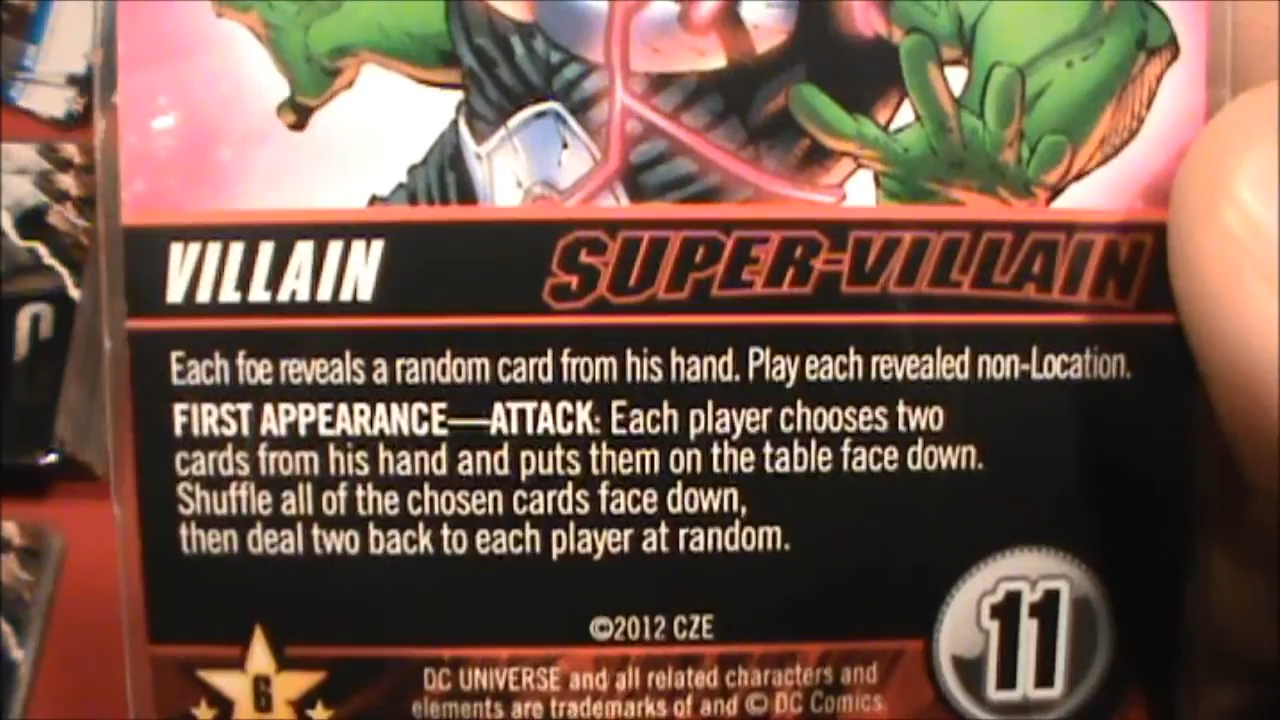 VILLAIN SUPER-VILLAIN
Each foe reveals a random card from his hand. Play each revealed non-Location.
FIRST APPEARANCE—ATTACK: Each player chooses two
cards from his hand and puts them on the table face down.
Shuffle all of the chosen cards face down,
then deal two back to each player at random.
©2012 CZE
11
6
DC UNIVERSE and all related characters and
elements are trademarks of and © DC Comics.